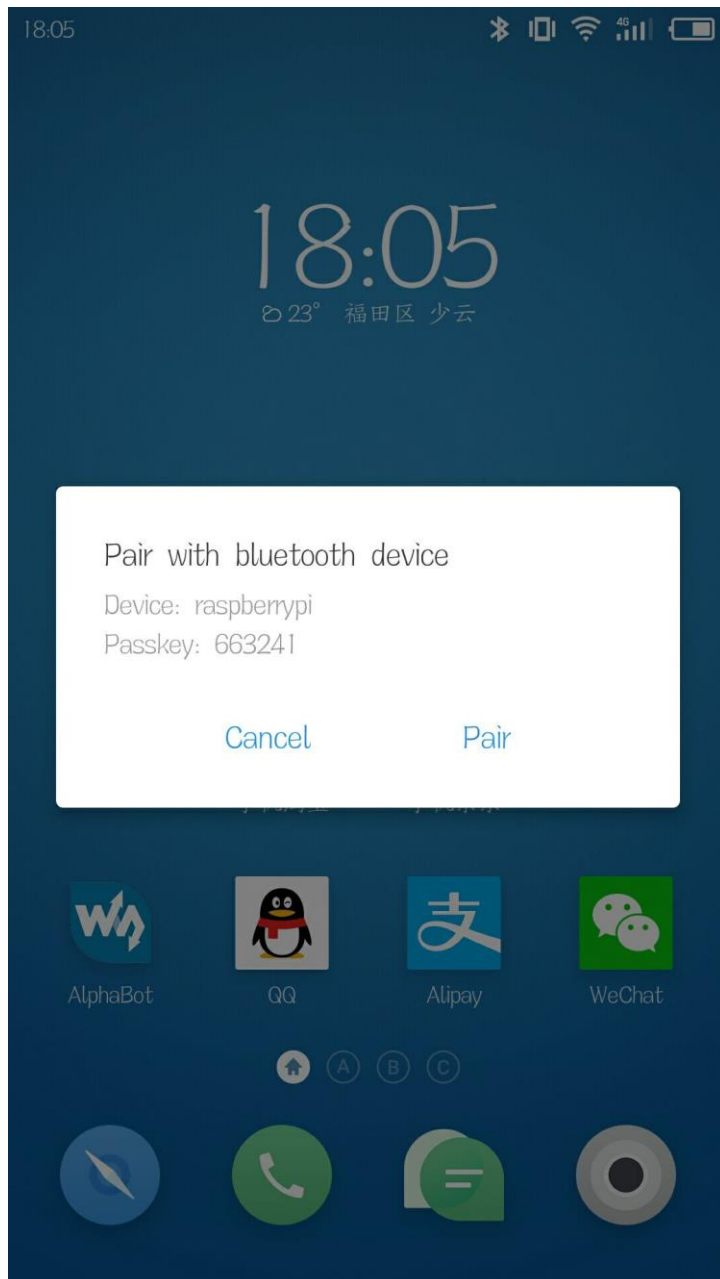 18:05
4G
18:05
23° 福田区 少云
Pair with bluetooth device
Device: raspberrypi
Passkey: 663241
Cancel Pair
AlphaBot QQ Alipay WeChat
A B C